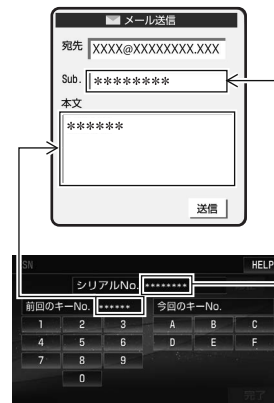 メール送信
宛先 XXXX@XXXXXXXX.XXX
Sub. ********
本文
******
送信
SN HELP
シリアルNo. ********
前回のキーNo. ****** 今回のキーNo.
1 2 3 A B C
4 5 6 D E F
7 8 9
0
完了